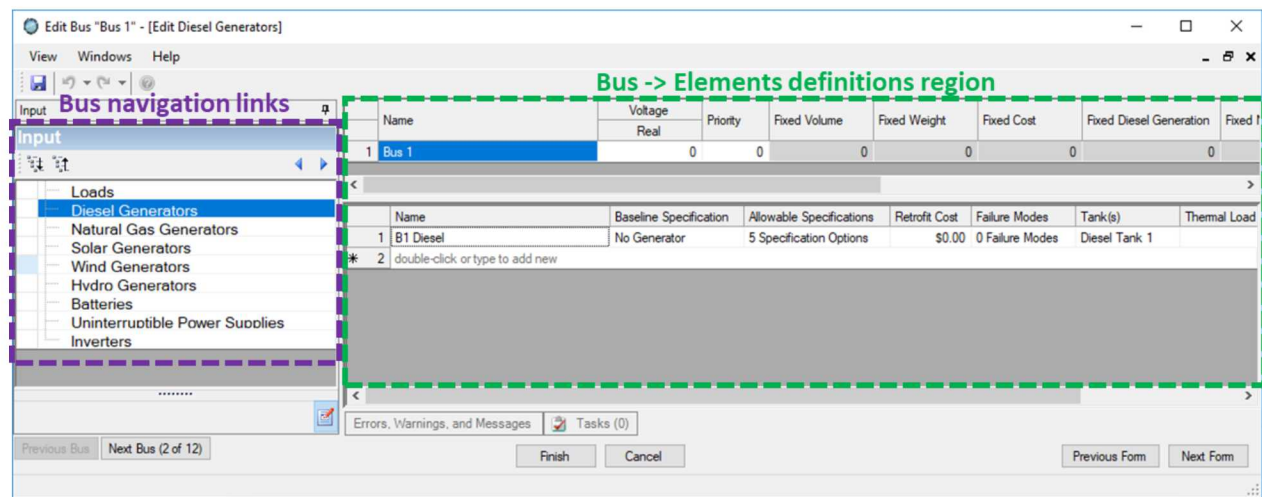 Edit Bus "Bus 1" - [Edit Diesel Generators]
View Windows Help
Bus -> Elements definitions region
Bus navigation links
Input
Input
Name Voltage Priority Fixed Volume Fixed Weight Fixed Cost Fixed Diesel Generation Fixed
Real
1 Bus 1 0 0 0 0 0 0
Loads
Diesel Generators
Natural Gas Generators
Solar Generators
Wind Generators
Hydro Generators
Batteries
Uninterruptible Power Supplies
Inverters
Name Baseline Specification Allowable Specifications Retrofit Cost Failure Modes Tank(s) Thermal Load
1 B1 Diesel No Generator 5 Specification Options $0.00 0 Failure Modes Diesel Tank 1
* 2 double-click or type to add new
Errors, Warnings, and Messages Tasks (0)
Previous Bus Next Bus (2 of 12) Finish Cancel Previous Form Next Form